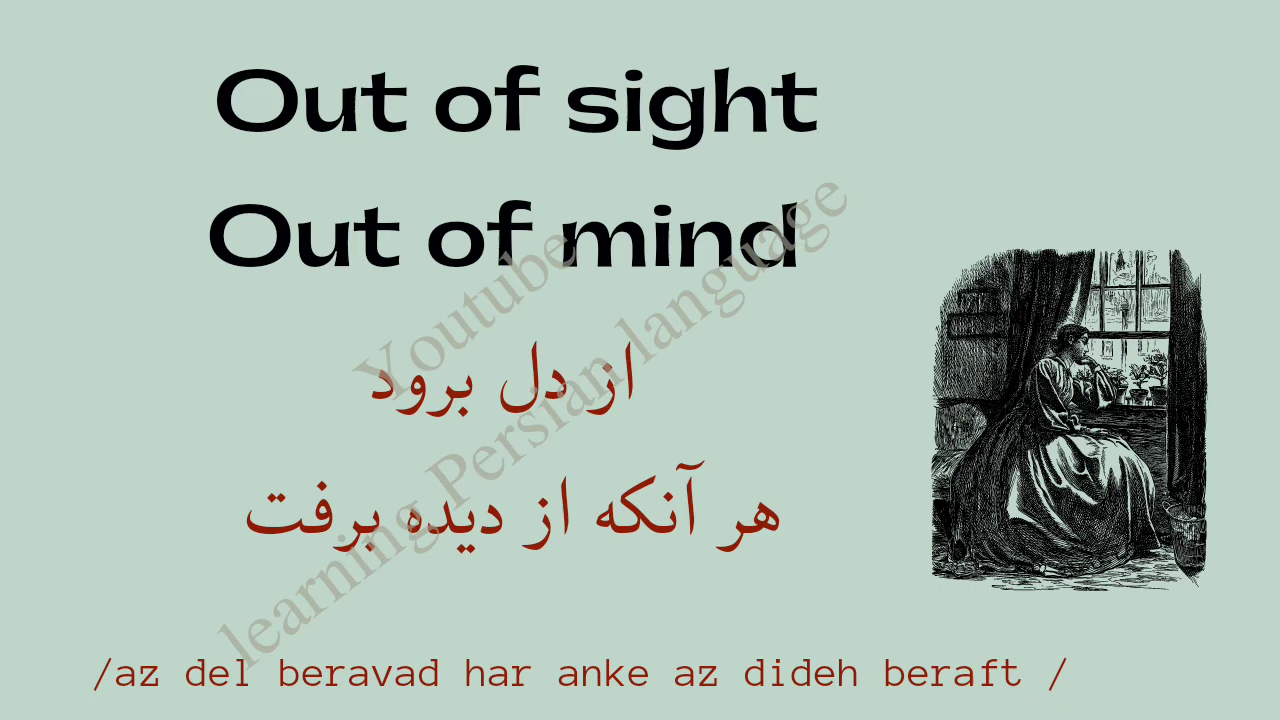 Out of sight
Out of mind
از دل برود
هر آنکه از دیده برفت
/az del beravad har anke az dideh beraft /
Youtube
learning Persian language